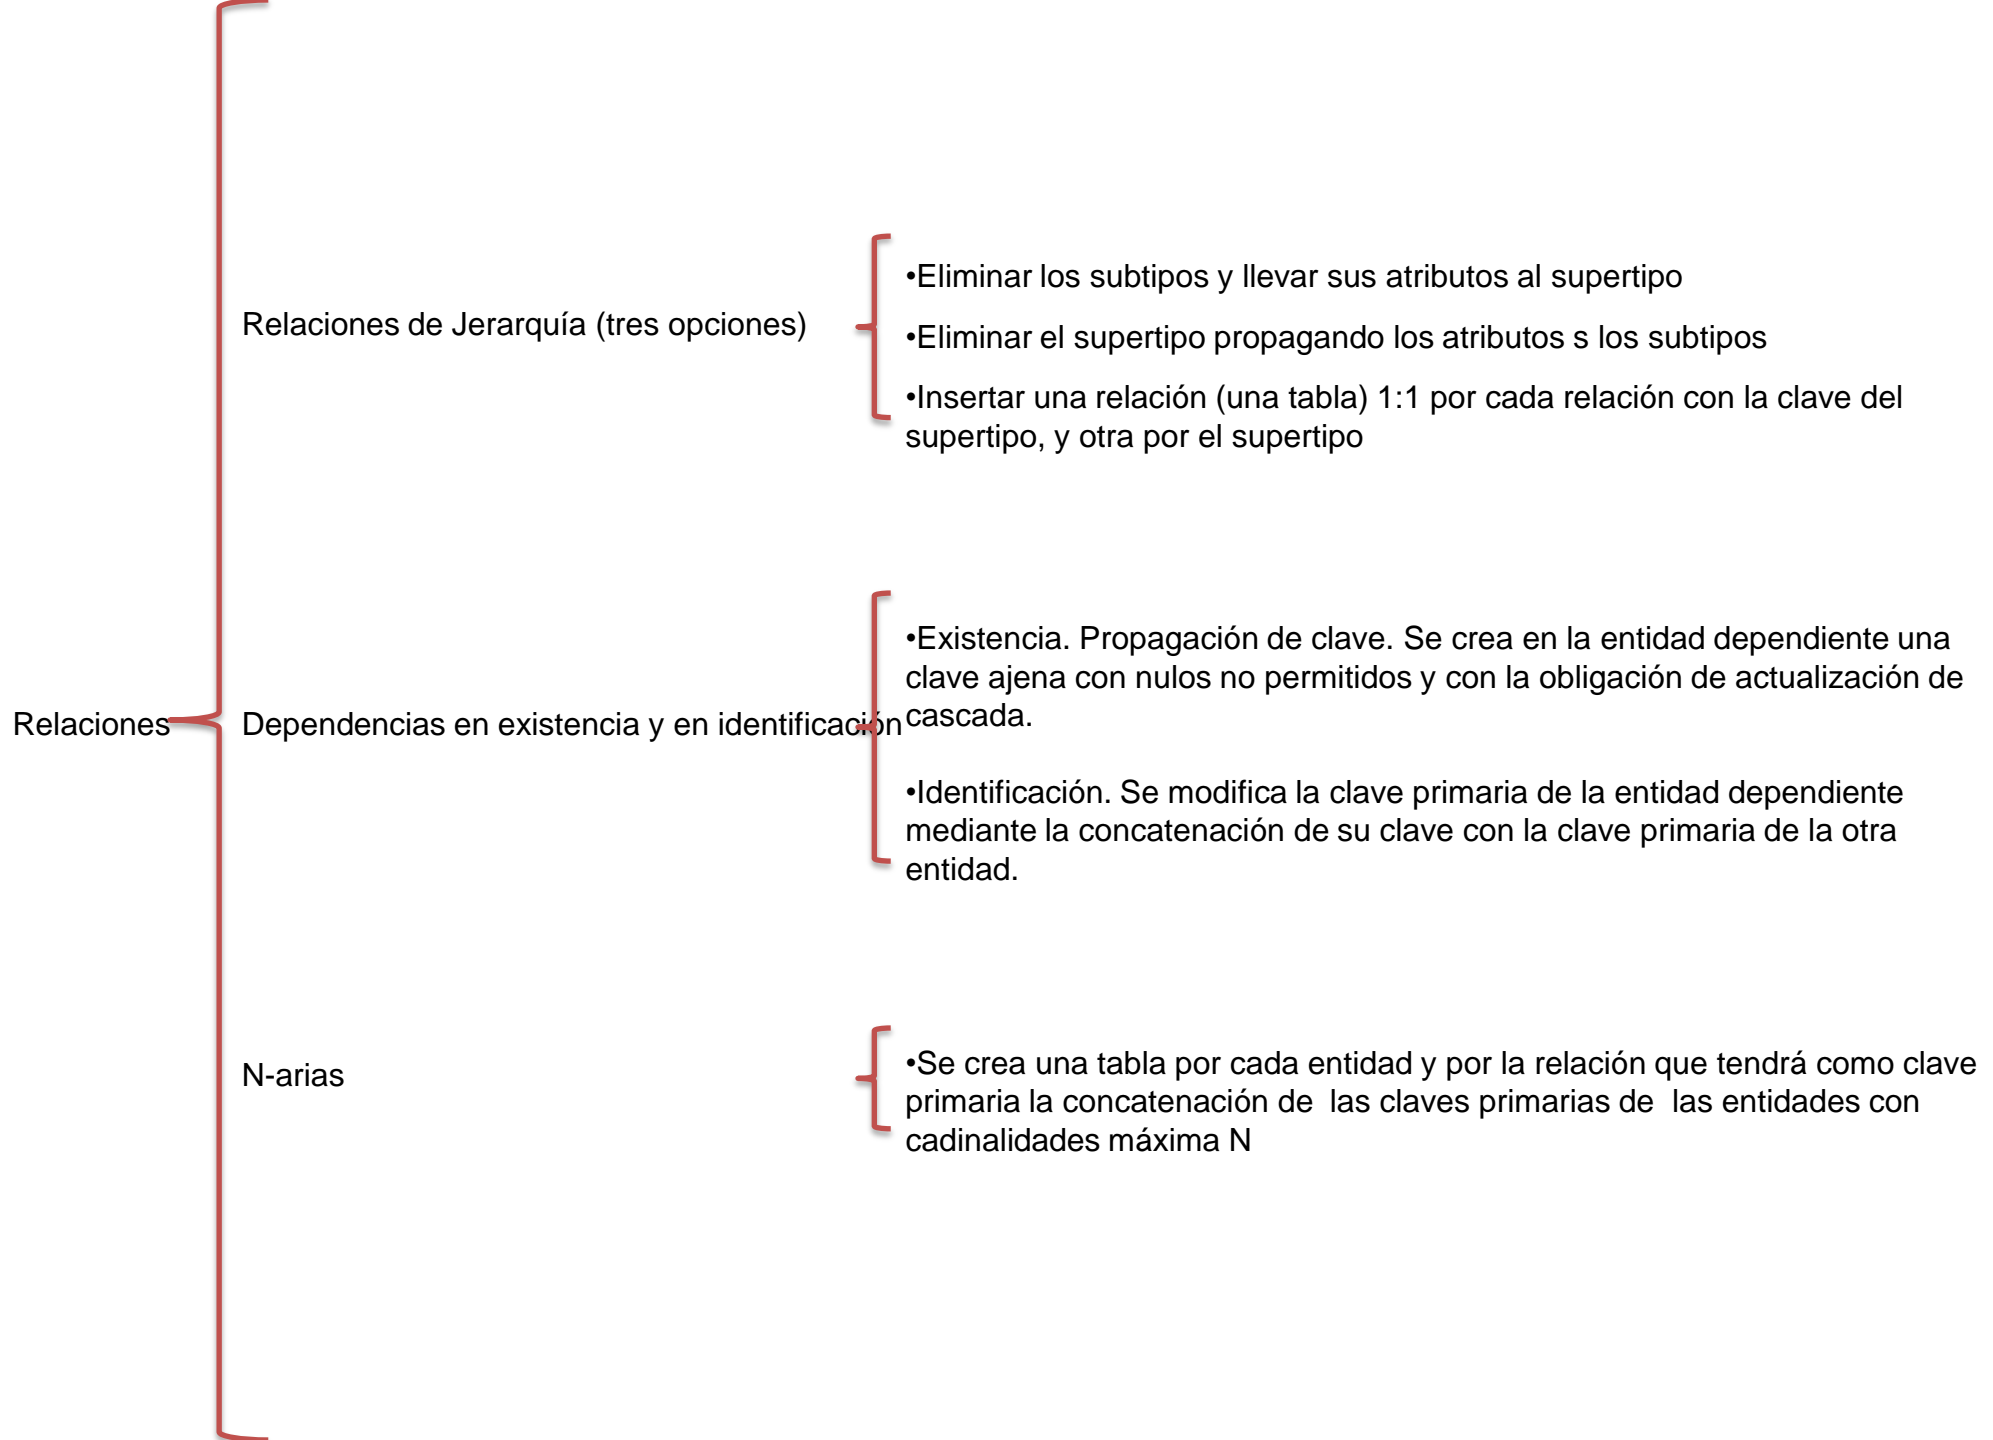 •Eliminar los subtipos y llevar sus atributos al supertipo
Relaciones de Jerarquía (tres opciones)
•Eliminar el supertipo propagando los atributos s los subtipos
•Insertar una relación (una tabla) 1:1 por cada relación con la clave del
supertipo, y otra por el supertipo
Relaciones
Dependencias en existencia y en identificación
•Existencia. Propagación de clave. Se crea en la entidad dependiente una
clave ajena con nulos no permitidos y con la obligación de actualización de
cascada.
•Identificación. Se modifica la clave primaria de la entidad dependiente
mediante la concatenación de su clave con la clave primaria de la otra
entidad.
N-arias
•Se crea una tabla por cada entidad y por la relación que tendrá como clave
primaria la concatenación de  las claves primarias de  las entidades con
cadinalidades máxima N